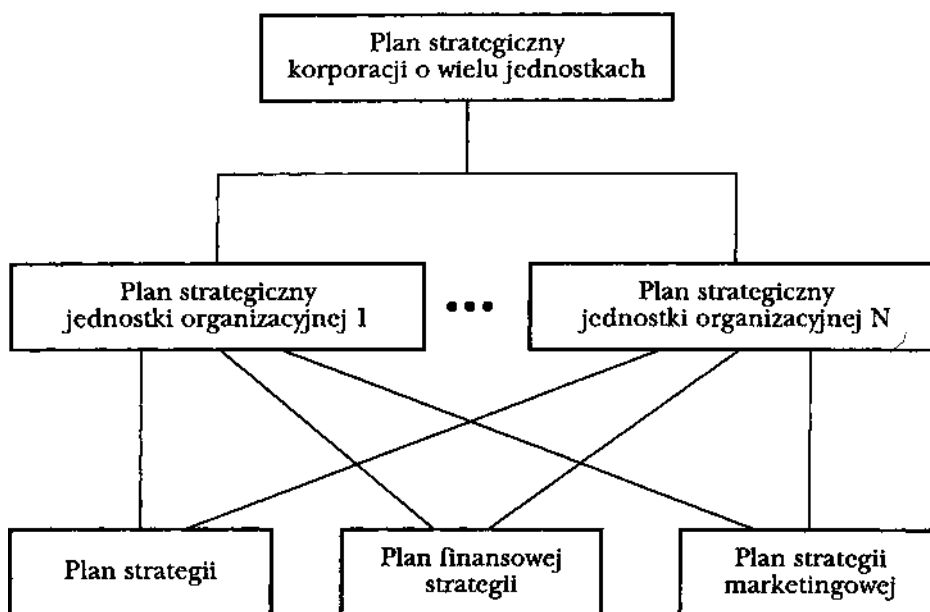 Plan strategiczny
korporacji o wielu jednostkach
Plan strategiczny
jednostki organizacyjnej 1
•••
Plan strategiczny
jednostki organizacyjnej N
Plan strategii
Plan finansowej
strategii
Plan strategii
marketingowej